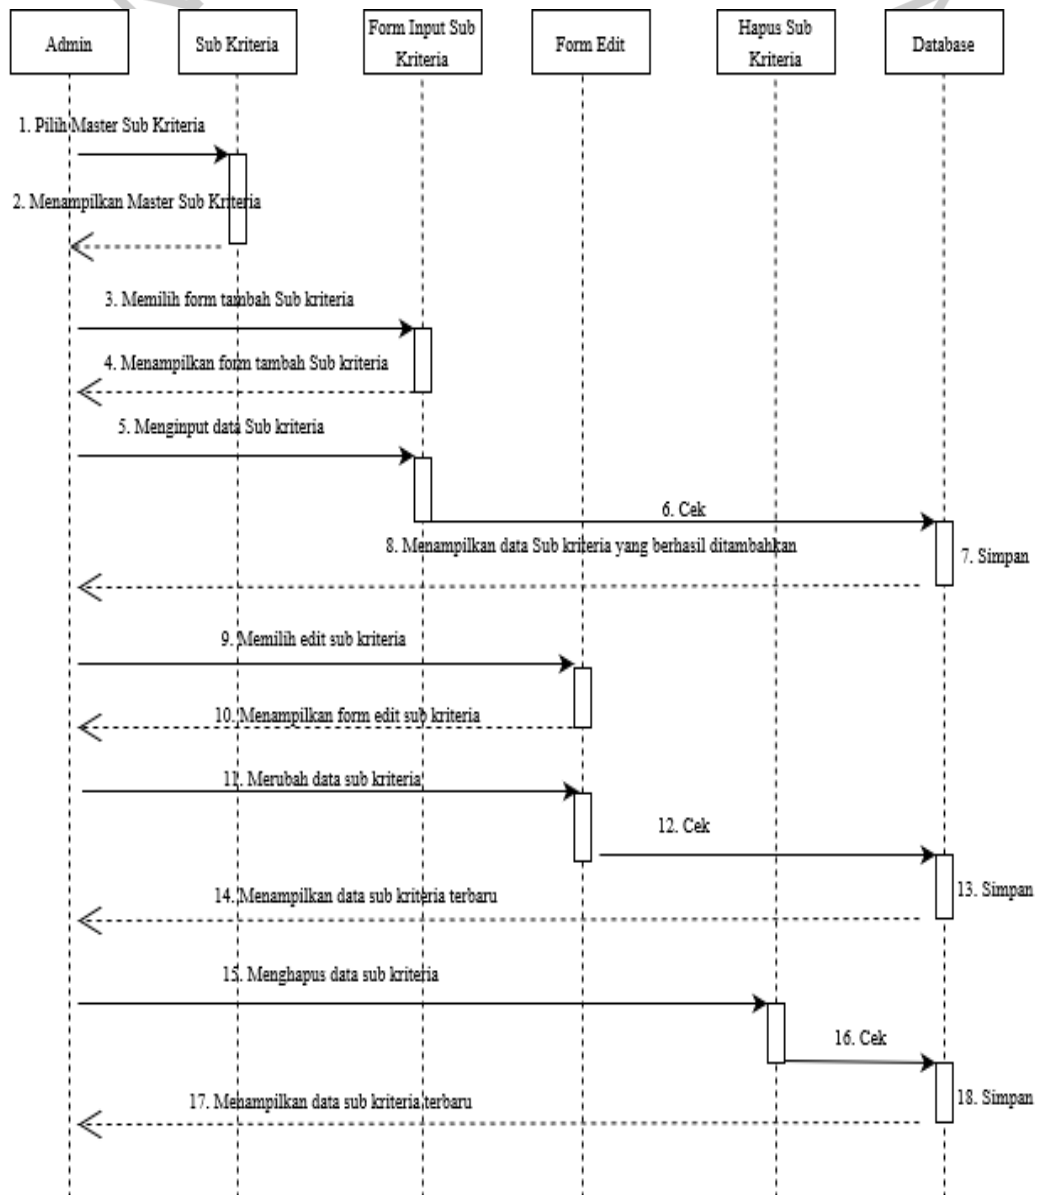 Admin
Sub Kriteria
Form Input Sub
Kriteria
Form Edit
Hapus Sub
Kriteria
Database
1. Pilih Master Sub Kriteria
2. Menampilkan Master Sub Kriteria
3. Memilih form tambah Sub kriteria
4. Menampilkan form tambah Sub kriteria
5. Menginput data Sub kriteria
6. Cek
8. Menampilkan data Sub kriteria yang berhasil ditambahkan
7. Simpan
9. Memilih edit sub kriteria
10. Menampilkan form edit sub kriteria
11. Merubah data sub kriteria
12. Cek
13. Simpan
14. Menampilkan data sub kriteria terbaru
15. Menghapus data sub kriteria
16. Cek
17. Menampilkan data sub kriteria terbaru
18. Simpan